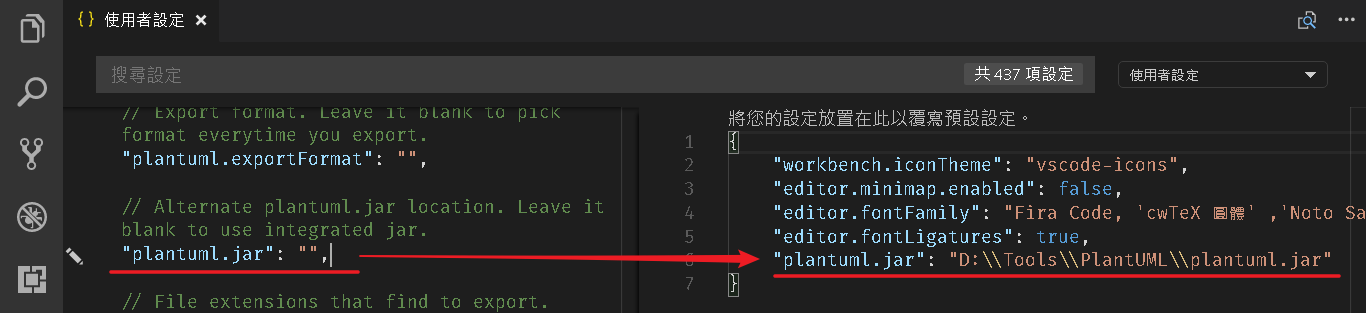 { } 使用者設定 ×
搜尋設定
共 437 項設定
使用者設定
// Export format. Leave it blank to pick
format everytime you export.
"plantuml.exportFormat": "",
// Alternate plantuml.jar location. Leave it
blank to use integrated jar.
"plantuml.jar": "",
// File extensions that find to export.
將您的設定放置在此以覆寫預設設定。
1 {
2 "workbench.iconTheme": "vscode-icons",
3 "editor.minimap.enabled": false,
4 "editor.fontFamily": "Fira Code, 'cwTeX 圓體' ,'Noto Sa
5 "editor.fontLigatures": true,
6 "plantuml.jar": "D:\\Tools\\PlantUML\\plantuml.jar"
7 }